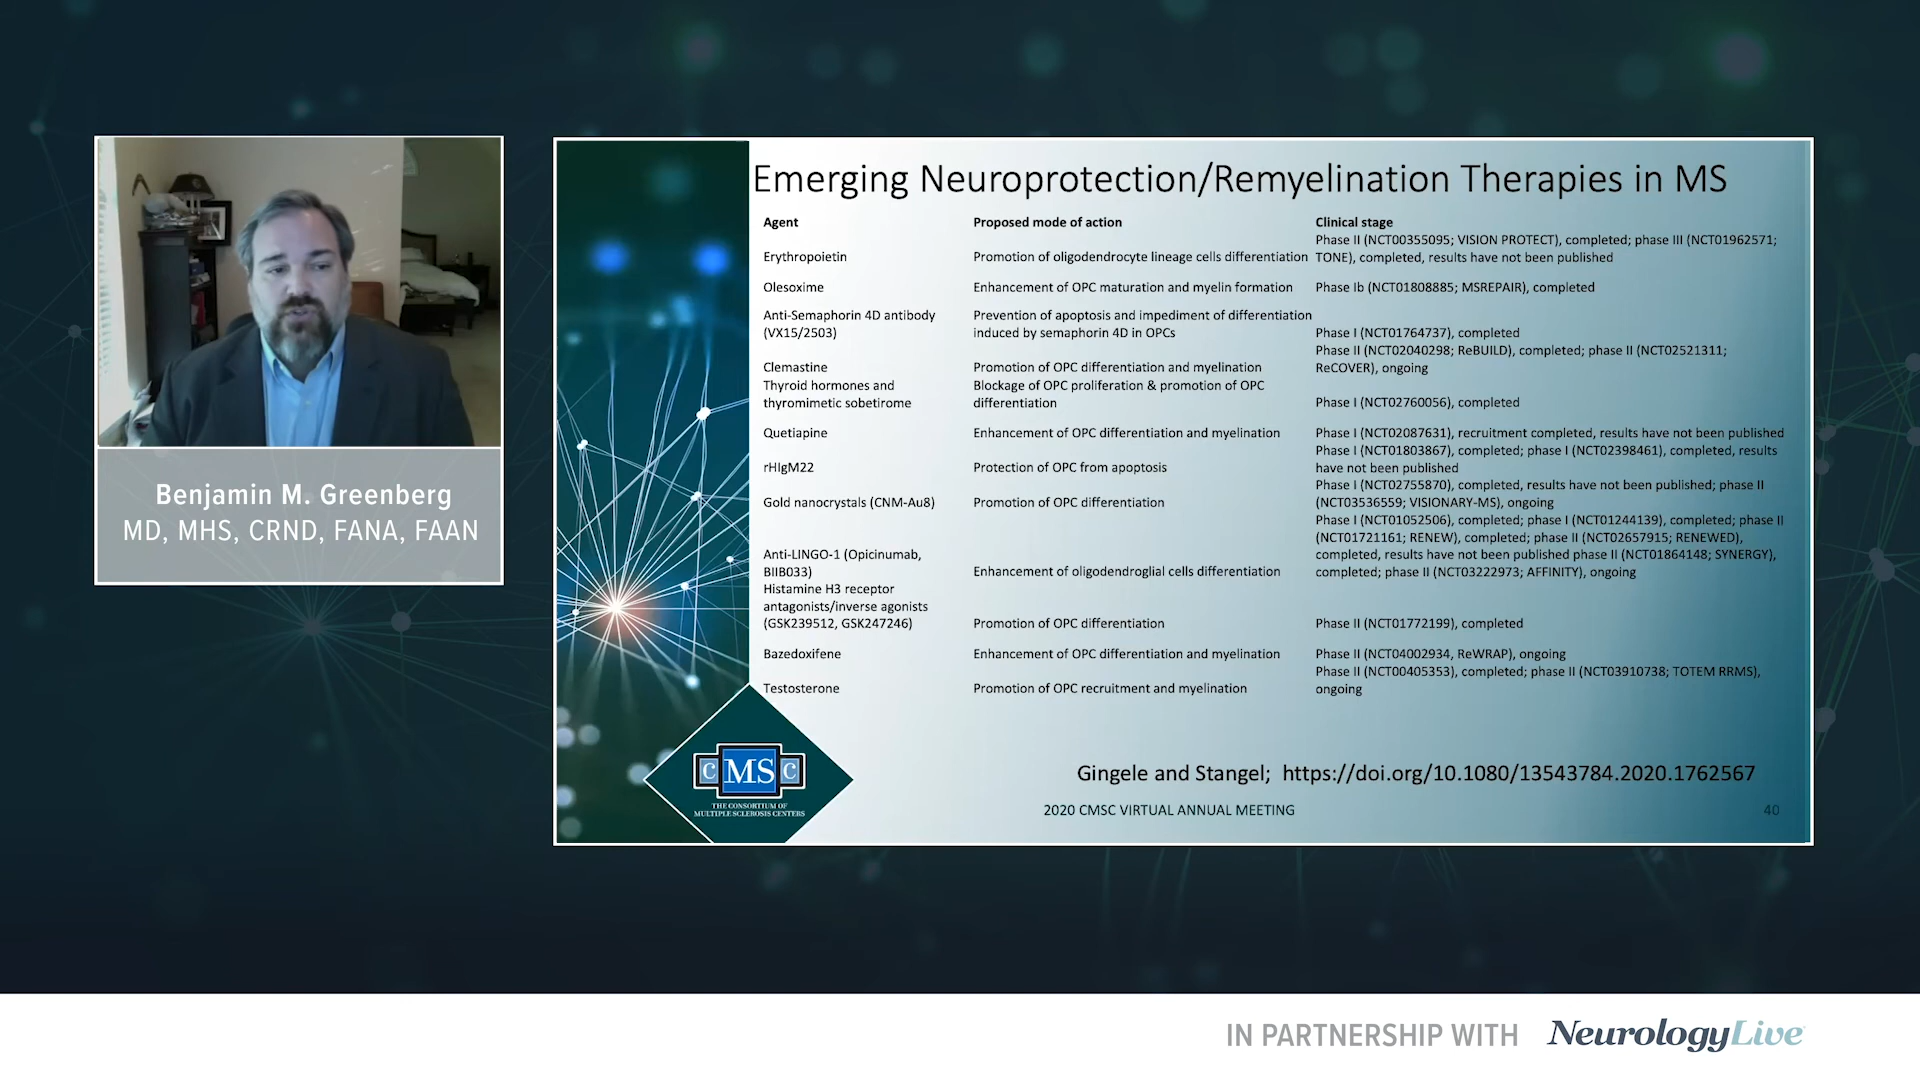 Benjamin M. Greenberg
MD, MHS, CRND, FANA, FAAN
Emerging Neuroprotection/Remyelination Therapies in MS
Agent Proposed mode of action Clinical stage
Erythropoietin Promotion of oligodendrocyte lineage cells differentiation Phase II (NCT00355095; VISION PROTECT), completed; phase III (NCT01962571;
TONE), completed, results have not been published
Olesoxime Enhancement of OPC maturation and myelin formation Phase Ib (NCT01808885; MSREPAIR), completed
Anti-Semaphorin 4D antibody
(VX15/2503) Prevention of apoptosis and impediment of differentiation
induced by semaphorin 4D in OPCs Phase I (NCT01764737), completed
Clemastine Promotion of OPC differentiation and myelination Phase II (NCT02040298; ReBUILD), completed; phase II (NCT02521311;
ReCOVER), ongoing
Thyroid hormones and
thyromimetic sobetirome Blockage of OPC proliferation & promotion of OPC
differentiation Phase I (NCT02760056), completed
Quetiapine Enhancement of OPC differentiation and myelination Phase I (NCT02087631), recruitment completed, results have not been published
rHIgM22 Protection of OPC from apoptosis Phase I (NCT01803867), completed; phase I (NCT02398461), completed, results
have not been published
Gold nanocrystals (CNM-Au8) Promotion of OPC differentiation Phase I (NCT02755870), completed, results have not been published; phase II
(NCT03536559; VISIONARY-MS), ongoing
Anti-LINGO-1 (Opicinumab,
BIIB033) Enhancement of oligodendroglial cells differentiation Phase I (NCT01052506), completed; phase I (NCT01244139), completed; phase II
(NCT01721161; RENEW), completed; phase II (NCT02657915; RENEWED),
completed, results have not been published phase II (NCT01864148; SYNERGY),
completed; phase II (NCT03222973; AFFINITY), ongoing
Histamine H3 receptor
antagonists/inverse agonists
(GSK239512, GSK247246) Promotion of OPC differentiation Phase II (NCT01772199), completed
Bazedoxifene Enhancement of OPC differentiation and myelination Phase II (NCT04002934, ReWRAP), ongoing
Testosterone Promotion of OPC recruitment and myelination Phase II (NCT00405353), completed; phase II (NCT03910738; TOTEM RRMS),
ongoing
Gingele and Stangel; https://doi.org/10.1080/13543784.2020.1762567
2020 CMSC VIRTUAL ANNUAL MEETING 40
C MS C
THE CONSORTIUM OF
MULTIPLE SCLEROSIS CENTERS
IN PARTNERSHIP WITH NeurologyLive